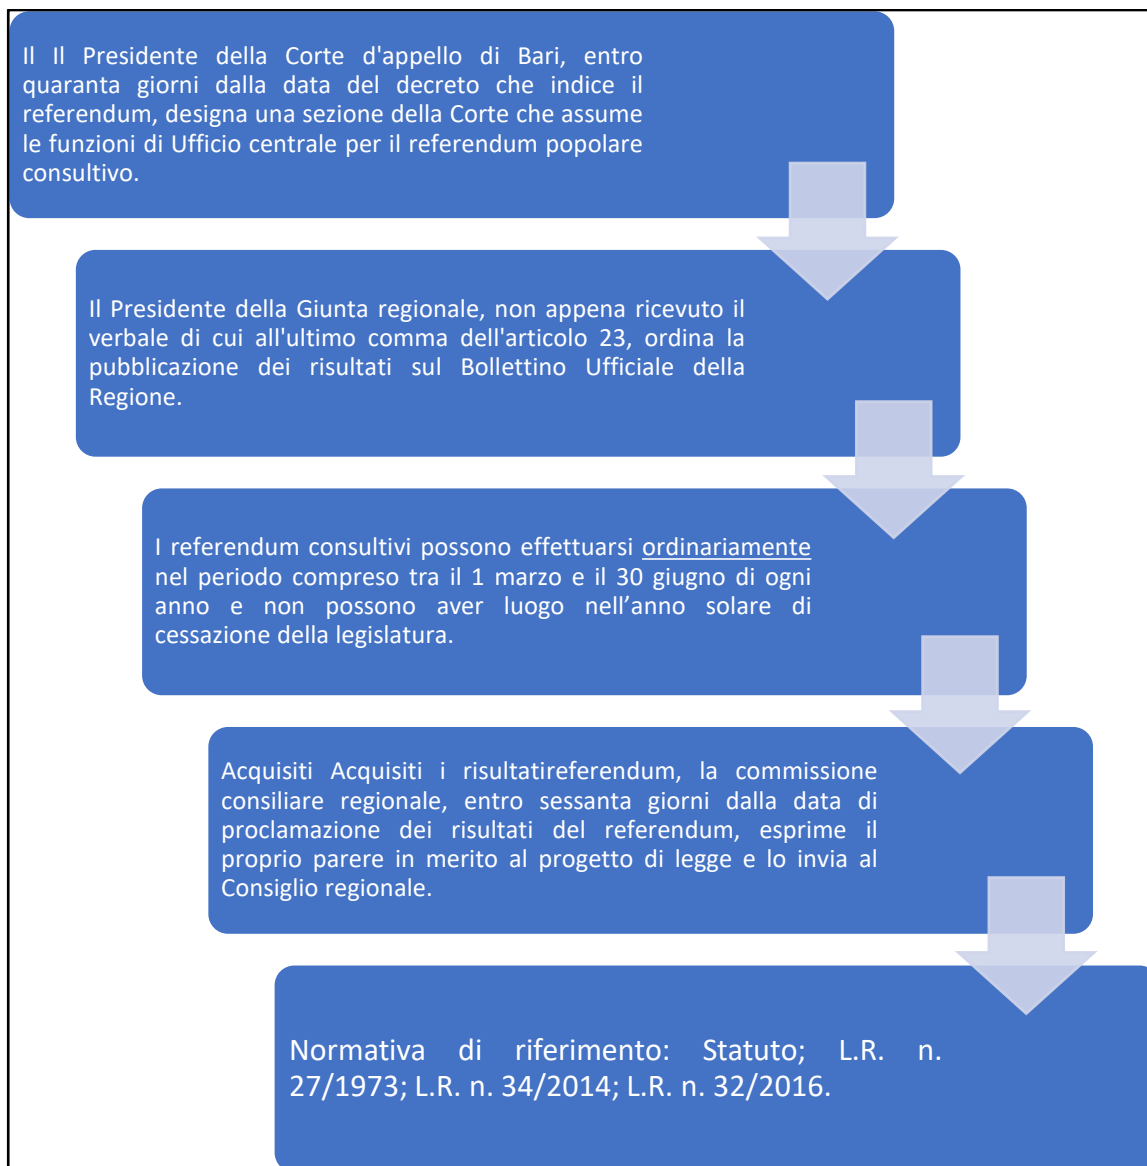 Il Il Presidente della Corte d'appello di Bari, entro
quaranta giorni dalla data del decreto che indice il
referendum, designa una sezione della Corte che assume
le funzioni di Ufficio centrale per il referendum popolare
consultivo.
Il Presidente della Giunta regionale, non appena ricevuto il
verbale di cui all'ultimo comma dell'articolo 23, ordina la
pubblicazione dei risultati sul Bollettino Ufficiale della
Regione.
I referendum consultivi possono effettuarsi ordinariamente
nel periodo compreso tra il 1 marzo e il 30 giugno di ogni
anno e non possono aver luogo nell’anno solare di
cessazione della legislatura.
Acquisiti Acquisiti i risultatireferendum, la commissione
consiliare regionale, entro sessanta giorni dalla data di
proclamazione dei risultati del referendum, esprime il
proprio parere in merito al progetto di legge e lo invia al
Consiglio regionale.
Normativa di riferimento: Statuto; L.R. n.
27/1973; L.R. n. 34/2014; L.R. n. 32/2016.